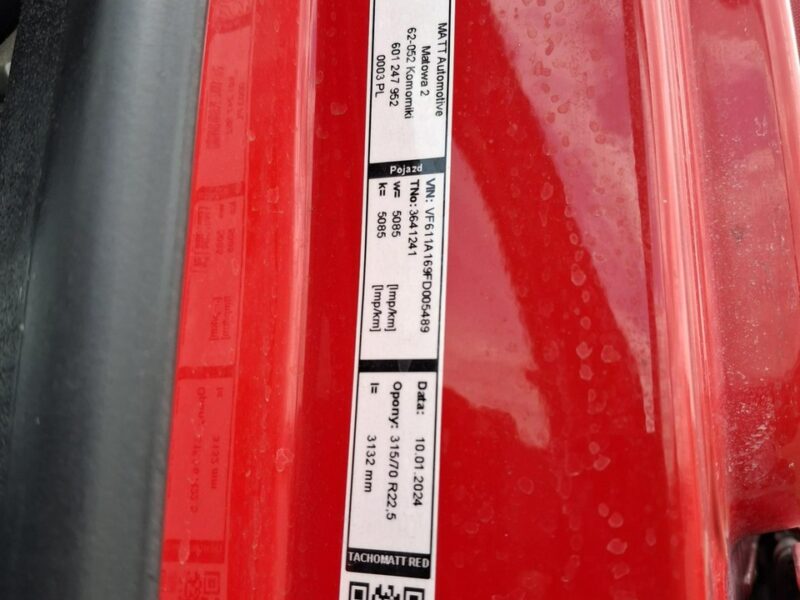 MATT Automotive
Malowa 2
62-052 Komorniki
601 247 952
0003 PL
Pojazd
VIN: VF611A169FD005489
TNo: 3641241
w= 5085 [Imp/km]
k= 5085 [Imp/km]
Data: 10.01.2024
Opony: 315/70 R22,5
l= 3132 mm
TACHOMATT RED